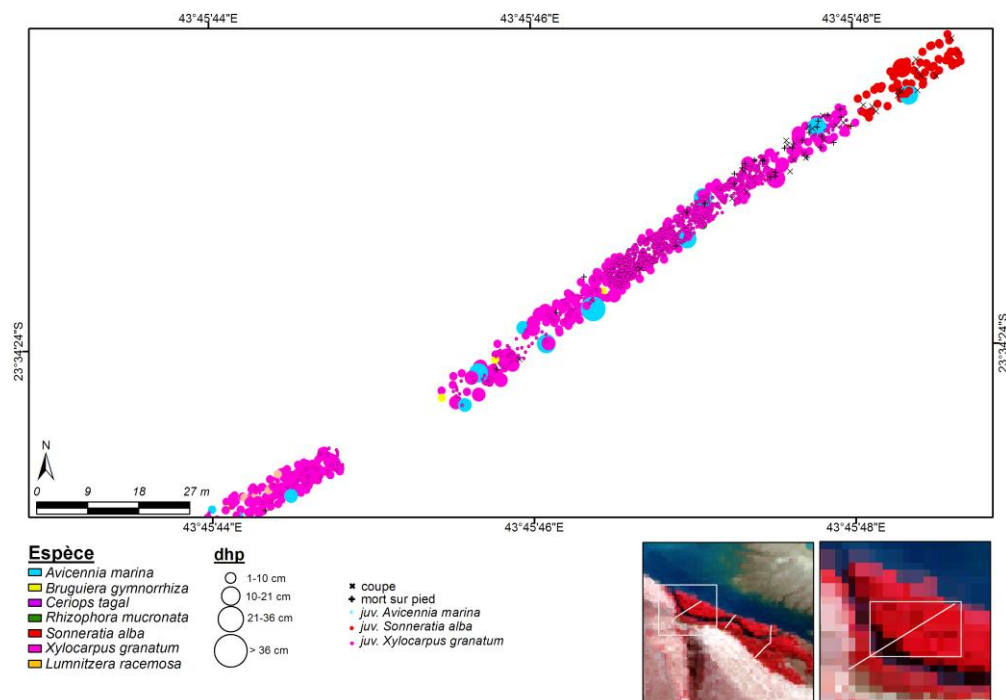 43°45'44"E
43°45'46"E
43°45'48"E
23°34'24"S
23°34'24"S
N
0 9 18 27 m
43°45'44"E
43°45'46"E
43°45'48"E
Espèce
Avicennia marina
Bruguiera gymnorrhiza
Ceriops tagal
Rhizophora mucronata
Sonneratia alba
Xylocarpus granatum
Lumnitzera racemosa
dhp
1-10 cm
10-21 cm
21-36 cm
> 36 cm
coupe
mort sur pied
juv. Avicennia marina
juv. Sonneratia alba
juv. Xylocarpus granatum